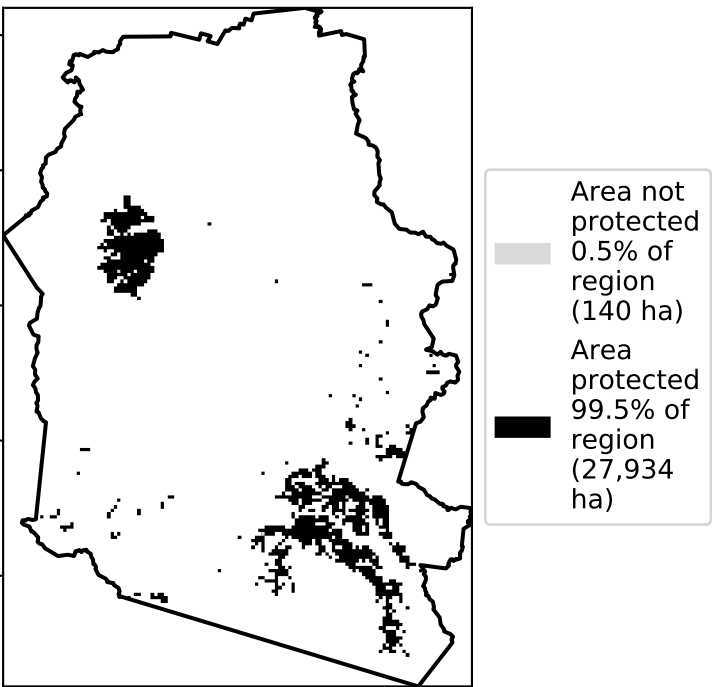 Area not
protected
0.5% of
region
(140 ha)
Area
protected
99.5% of
region
(27,934
ha)